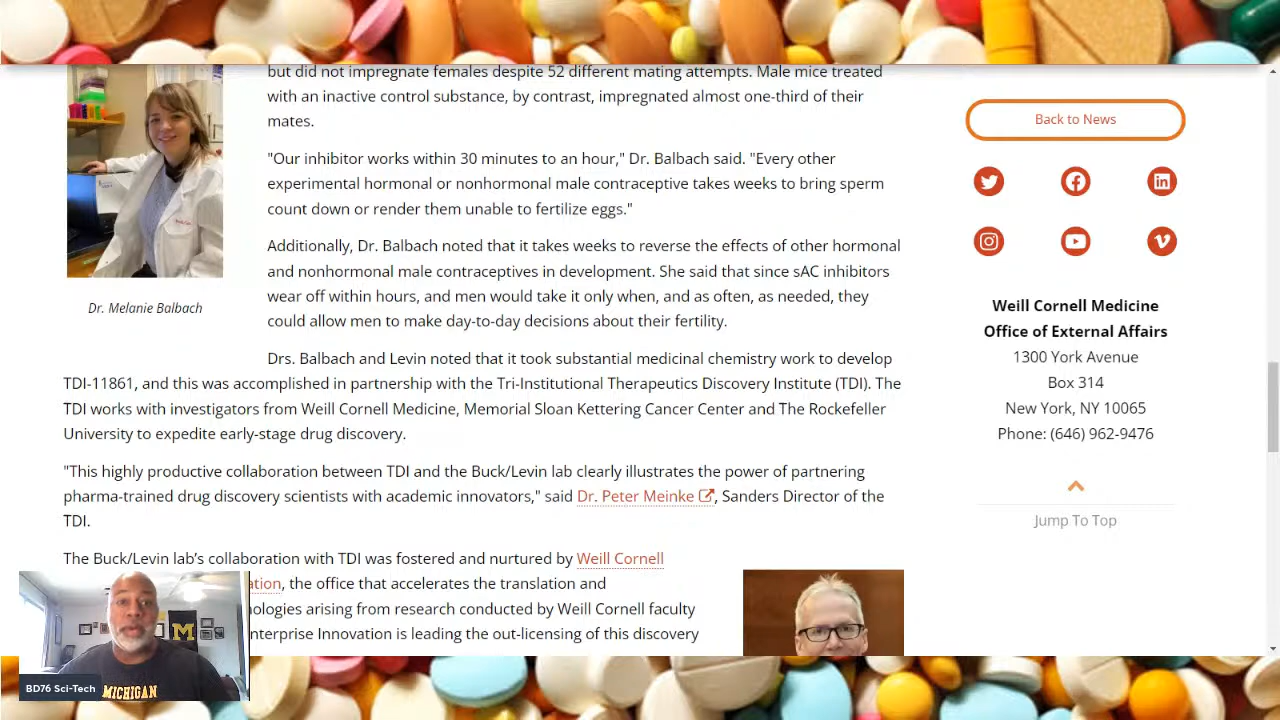 but did not impregnate females despite 52 different mating attempts. Male mice treated
with an inactive control substance, by contrast, impregnated almost one-third of their
mates.
"Our inhibitor works within 30 minutes to an hour," Dr. Balbach said. "Every other
experimental hormonal or nonhormonal male contraceptive takes weeks to bring sperm
count down or render them unable to fertilize eggs."
Additionally, Dr. Balbach noted that it takes weeks to reverse the effects of other hormonal
and nonhormonal male contraceptives in development. She said that since sAC inhibitors
wear off within hours, and men would take it only when, and as often, as needed, they
could allow men to make day-to-day decisions about their fertility.
Dr. Melanie Balbach
Drs. Balbach and Levin noted that it took substantial medicinal chemistry work to develop
TDI-11861, and this was accomplished in partnership with the Tri-Institutional Therapeutics Discovery Institute (TDI). The
TDI works with investigators from Weill Cornell Medicine, Memorial Sloan Kettering Cancer Center and The Rockefeller
University to expedite early-stage drug discovery.
"This highly productive collaboration between TDI and the Buck/Levin lab clearly illustrates the power of partnering
pharma-trained drug discovery scientists with academic innovators," said Dr. Peter Meinke, Sanders Director of the
TDI.
The Buck/Levin lab’s collaboration with TDI was fostered and nurtured by Weill Cornell
ation, the office that accelerates the translation and
nologies arising from research conducted by Weill Cornell faculty
nterprise Innovation is leading the out-licensing of this discovery
Back to News
Weill Cornell Medicine
Office of External Affairs
1300 York Avenue
Box 314
New York, NY 10065
Phone: (646) 962-9476
Jump To Top
M
BD76 Sci-Tech
MICHIGAN